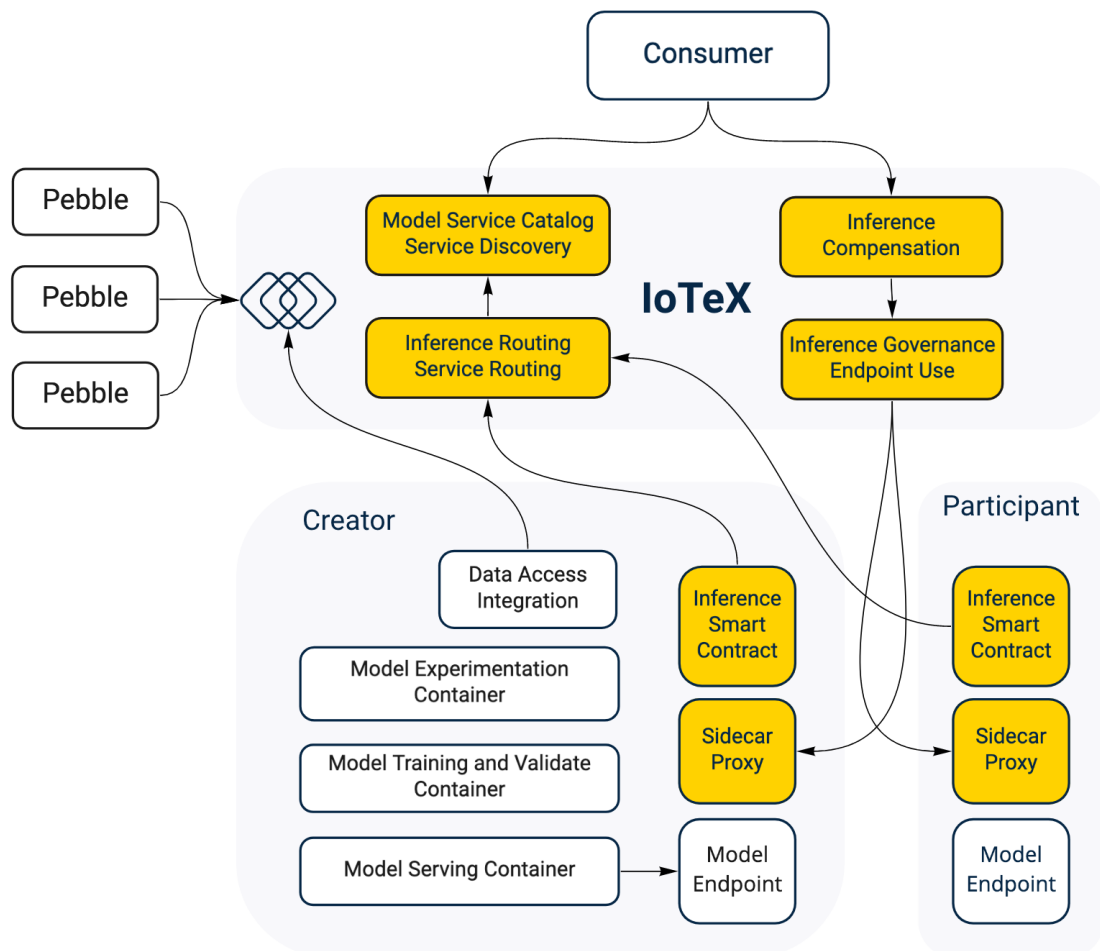 Consumer
Pebble
Pebble
Pebble
Model Service Catalog
Service Discovery
Inference
Compensation
IoTeX
Inference Routing
Service Routing
Inference Governance
Endpoint Use
Creator
Data Access
Integration
Model Experimentation
Container
Model Training and Validate
Container
Model Serving Container
Inference
Smart
Contract
Sidecar
Proxy
Model
Endpoint
Participant
Inference
Smart
Contract
Sidecar
Proxy
Model
Endpoint